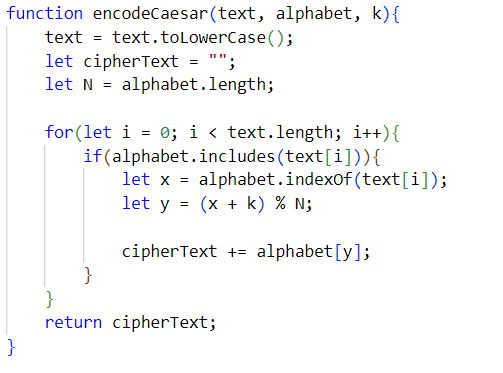 function encodeCaesar(text, alphabet, k){
    text = text.toLowerCase();
    let cipherText = "";
    let N = alphabet.length;

    for(let i = 0; i < text.length; i++){
        if(alphabet.includes(text[i])){
            let x = alphabet.indexOf(text[i]);
            let y = (x + k) % N;

            cipherText += alphabet[y];
        }
    }
    return cipherText;
}